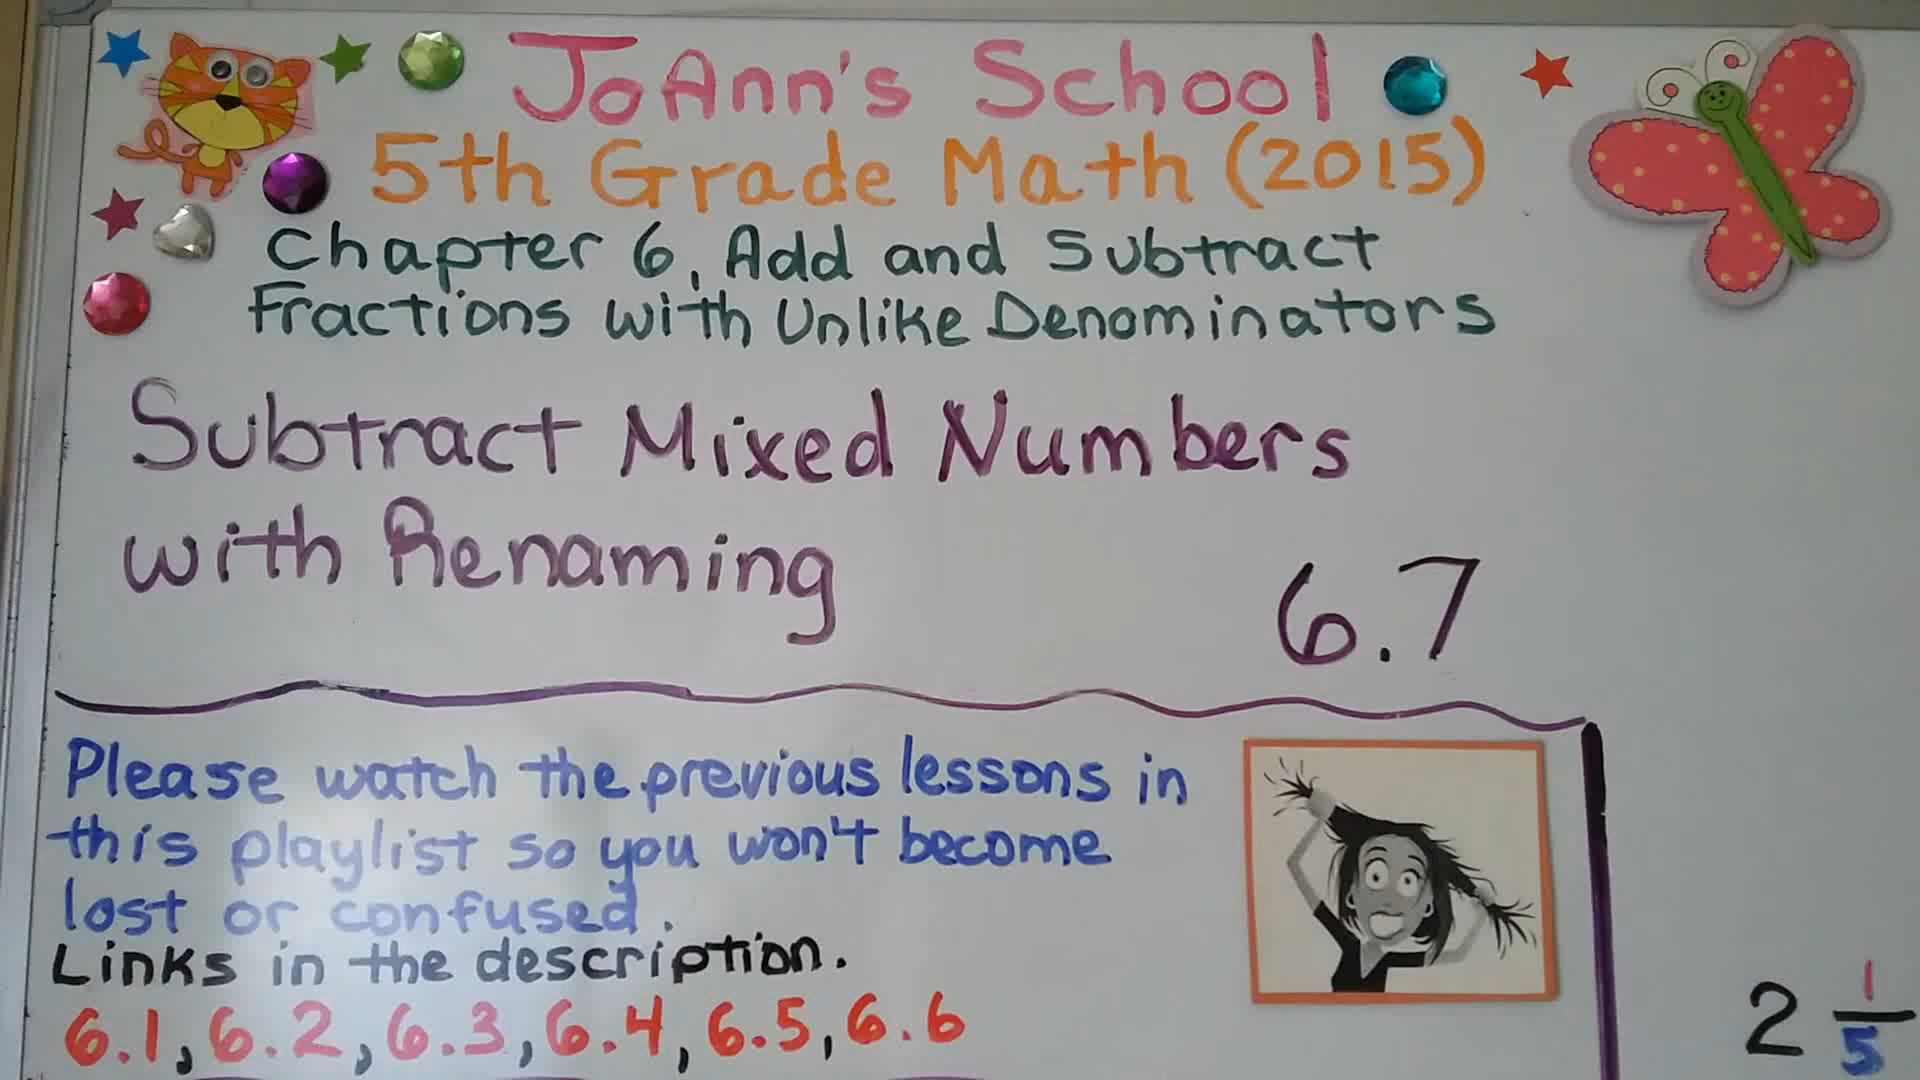 JoAnn's School
5th Grade Math (2015)
Chapter 6, Add and Subtract
Fractions with Unlike Denominators
Subtract Mixed Numbers
with Renaming
6.7
Please watch the previous lessons in
this playlist so you won't become
lost or confused.
Links in the description.
6.1, 6.2, 6.3, 6.4, 6.5, 6.6
2 1/5